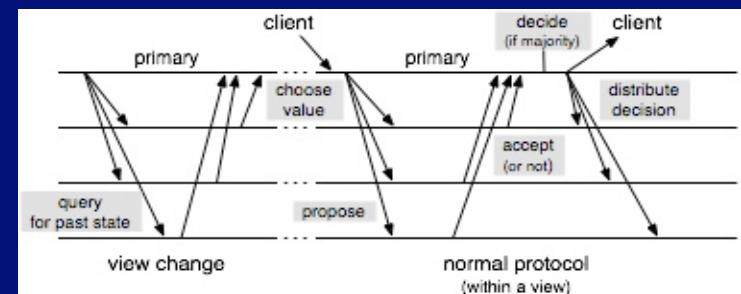 client
decide
(if majority)
client
primary
primary
choose
value
distribute
decision
accept
(or not)
query
for past state
propose
view change
normal protocol
(within a view)